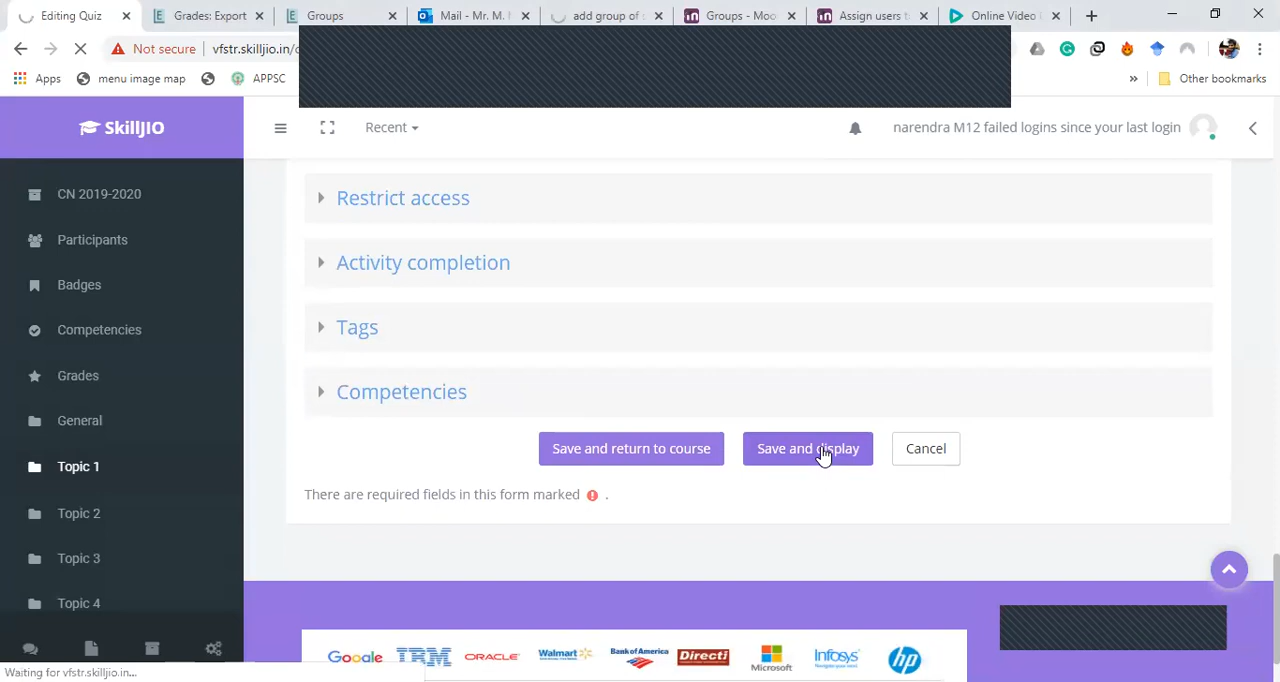 Editing Quiz
Grades: Export
Groups
Mail - Mr. M.
add group of s
Groups - Moo
Assign users t
Online Video
Not secure
vfstr.skilljio.in/c
Apps
menu image map
APPSC
Other bookmarks
SkillJIO
Recent
narendra M12 failed logins since your last login
CN 2019-2020
Participants
Badges
Competencies
Grades
General
Topic 1
Topic 2
Topic 3
Topic 4
Restrict access
Activity completion
Tags
Competencies
Save and return to course
Save and display
Cancel
There are required fields in this form marked .
Google
ORACLE
Walmart
Bank of America
Directi
Microsoft
Infosys
hp
Waiting for vfstr.skilljio.in...